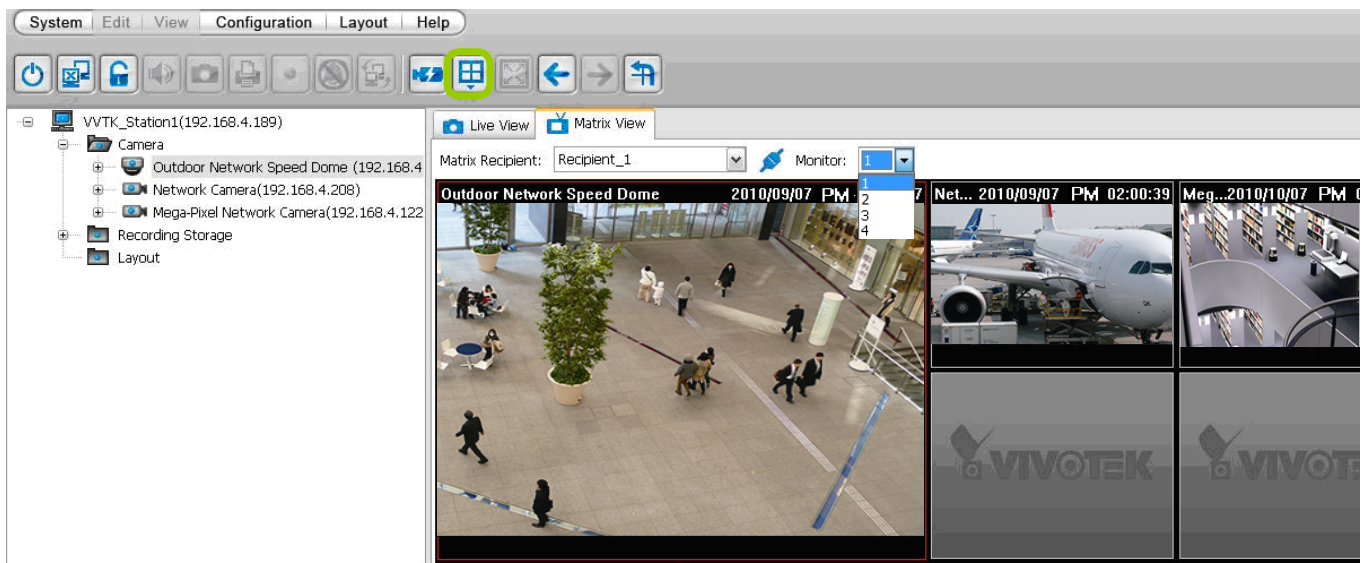 System Edit View Configuration Layout Help
VVTK_Station1(192.168.4.189)
Camera
Outdoor Network Speed Dome (192.168.4
Network Camera(192.168.4.208)
Mega-Pixel Network Camera(192.168.4.122
Recording Storage
Layout
Live View Matrix View
Matrix Recipient: Recipient_1 Monitor: 1
1
2
3
4
Outdoor Network Speed Dome 2010/09/07 PM 7
Net... 2010/09/07 PM 02:00:39
Meg...2010/10/07 PM
VIVOTEK
VIVOT